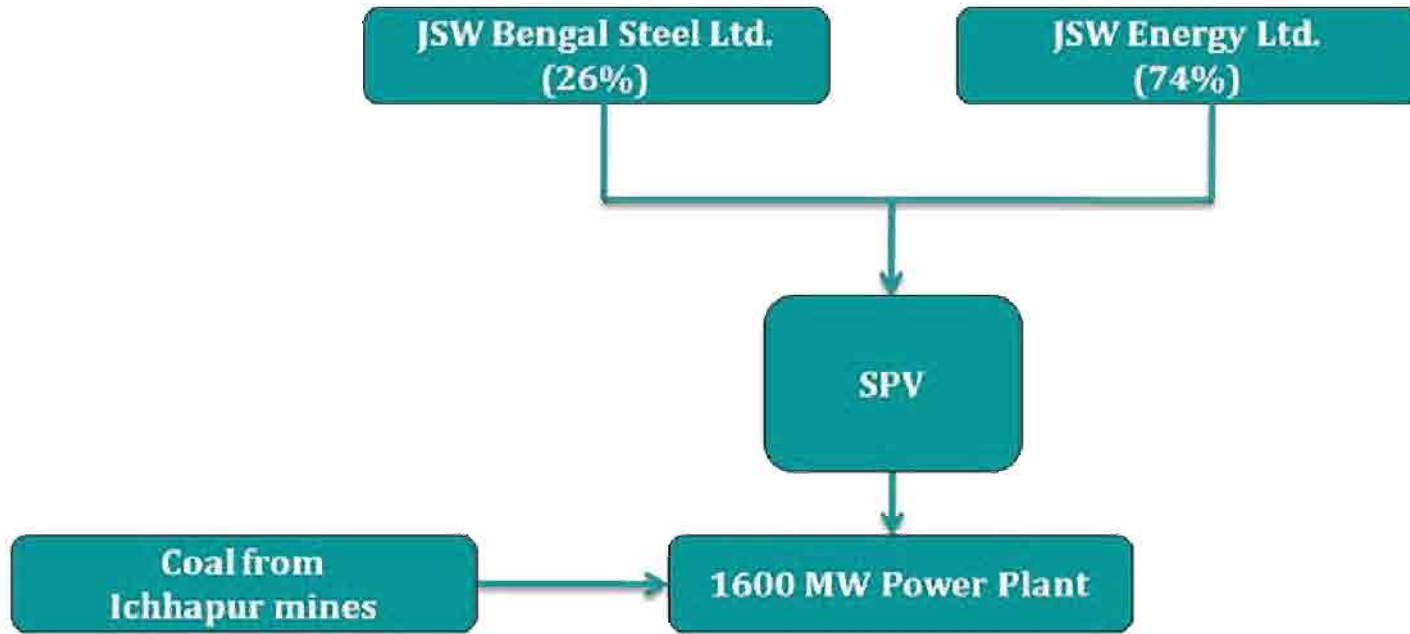 JSW Bengal Steel Ltd.
(26%)
JSW Energy Ltd.
(74%)
SPV
Coal from
Ichhapur mines
1600 MW Power Plant